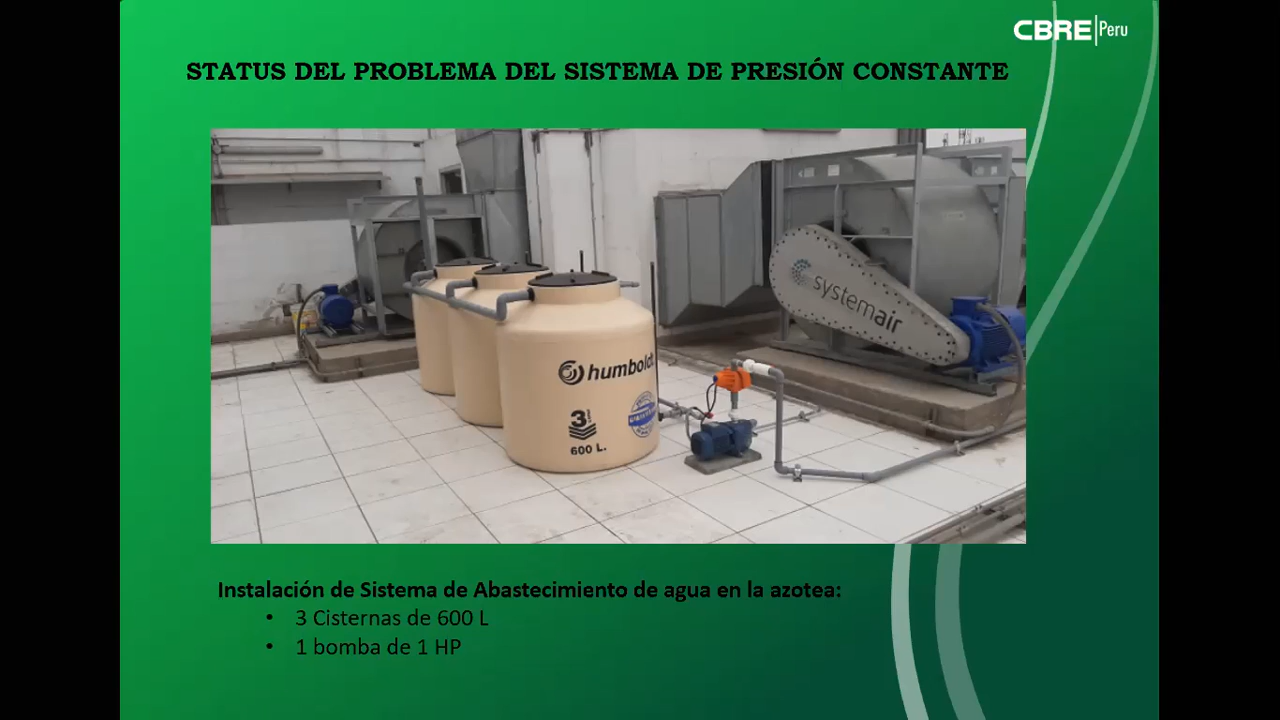 CBRE Peru
STATUS DEL PROBLEMA DEL SISTEMA DE PRESIÓN CONSTANTE
systemair
humboldt
3
600 L.
Instalación de Sistema de Abastecimiento de agua en la azotea:
• 3 Cisternas de 600 L
• 1 bomba de 1 HP